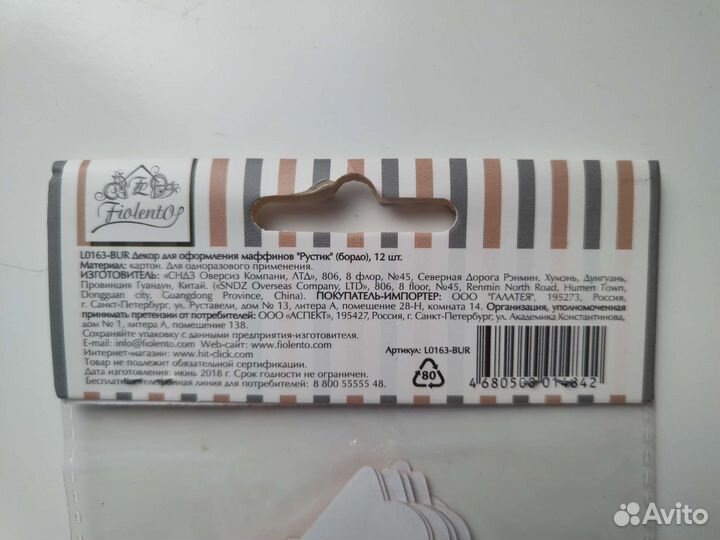 Fiolento
L0163-BUR Декор для оформления маффинов "Рустик" (бордо), 12 шт.
Материал: картон. Для одноразового применения.
ИЗГОТОВИТЕЛЬ: «СНДЗ Оверсиз Компани, ЛТД», 806, 8 флор, №45, Северная Дорога Рэнмин, Хумэнь, Дунгуань,
Провинция Гуандун, Китай. («SNDZ Overseas Company, LTD», 806, 8 floor, №45, Renmin North Road, Humen Town,
Dongguan city, Guangdong Province, China). ПОКУПАТЕЛЬ-ИМПОРТЕР: ООО "ГАЛАТЕЯ", 195273, Россия,
г. Санкт-Петербург, ул. Руставели, дом № 13, литера А, помещение 28-Н, комната 14. Организация, уполномоченная
принимать претензии от потребителей: ООО «АСПЕКТ», 195427, Россия, г. Санкт-Петербург, ул. Академика Константинова,
дом № 1, литера А, помещение 138.
Сохраняйте упаковку с данными предприятия-изготовителя.
E-mail: info@fiolento.com Web-сайт: www.fiolento.com
Интернет-магазин: www.hit-click.com
Товар не подлежит обязательной сертификации.
Дата изготовления: июнь 2018 г. Срок годности не ограничен.
Бесплатная телефонная линия для потребителей: 8 800 55555 48.
Артикул: L0163-BUR
80
4 680500 014842
Avito